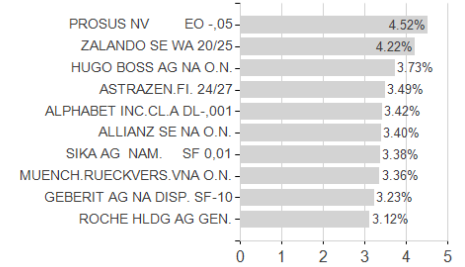 PROSUS NV EO -,05 4.52%
ZALANDO SE WA 20/25 4.22%
HUGO BOSS AG NA O.N. 3.73%
ASTRAZEN.FI. 24/27 3.49%
ALPHABET INC.CL.A DL-,001 3.42%
ALLIANZ SE NA O.N. 3.40%
SIKA AG NAM. SF 0,01 3.38%
MUENCH.RUECKVERS.VNA O.N. 3.36%
GEBERIT AG NA DISP. SF-10 3.23%
ROCHE HLDG AG GEN. 3.12%
0 1 2 3 4 5